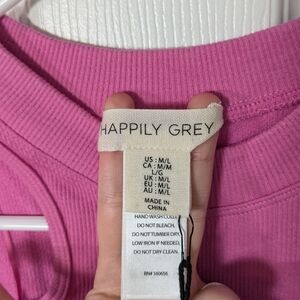 HAPPILY GREY
US : M/L
CA : M/M
L/G
UK : M/L
EU : M/L
AU : M/L
MADE IN
CHINA
HAND WASH COLD.
DO NOT BLEACH.
DO NOT TUMBLE DRY.
LOW IRON IF NEEDED,
DO NOT DRY CLEAN.